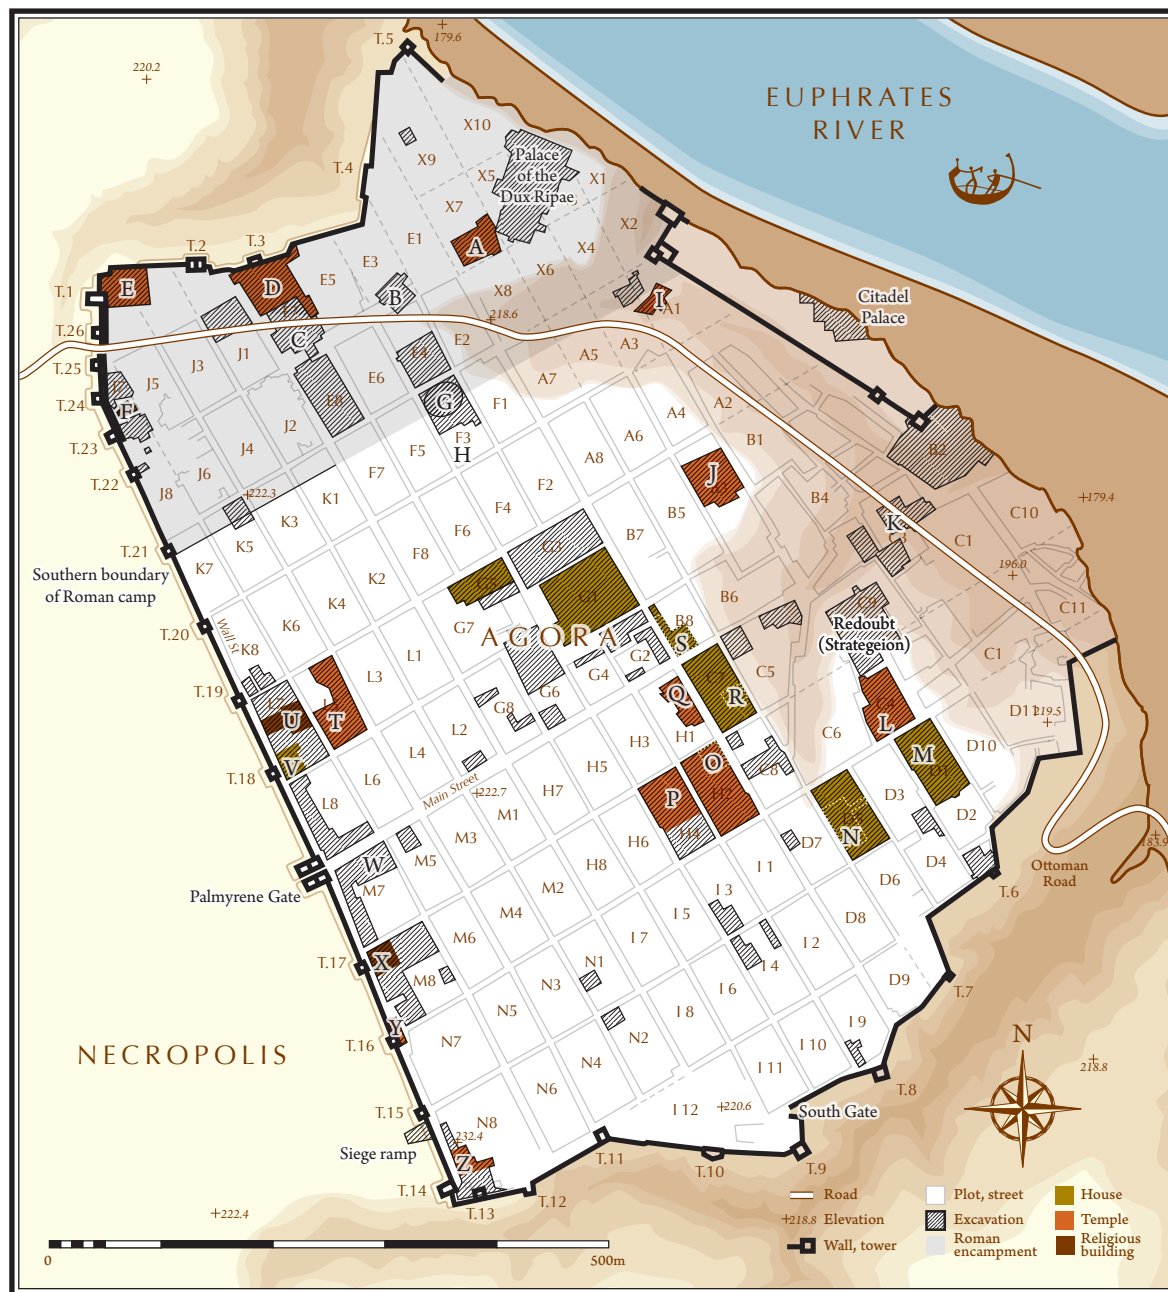 T.5
179.6
220.2
EUPHRATES
RIVER
X10
X9
Palace
of the
Dux Ripae
T.4
X5
X1
X7
X2
E1
X4
T.2
T.3
A
E3
X6
T.1
E
D
E5
B
X8
I
A1
Citadel
Palace
218.6
T.26
C
E2
A3
J3
J1
E4
A5
T.25
J7
J5
E6
A7
T.24
F
E8
G
F1
A4
A2
J2
F3
A6
B1
T.23
H
F5
B2
J4
A8
T.22
J6
F7
J
J8
222.3
K1
F2
B4
179.4
K3
F4
B5
K
C3
C10
T.21
K5
F6
B7
C1
Southern boundary
of Roman camp
K7
F8
G3
196.0
K2
G5
G1
B6
C9
C11
K4
T.20
Wall St
K6
G7
AGORA
B8
Redoubt
(Strategeion)
K8
L1
S
G2
C1
L3
G4
C7
C5
T.19
G6
Q
R
C4
U
T
G8
L
D11
219.5
L2
H1
C6
H3
D10
L4
O
M
V
H5
C8
D1
T.18
L6
Main Street
222.7
H7
P
H2
D3
L8
M1
D5
D2
M3
H4
N
183.9
H6
D7
W
M5
D4
Ottoman
Road
H8
I 1
Palmyrene Gate
M7
M2
I 3
D6
T.6
M4
I 5
D8
M6
I 7
I 2
T.17
X
N1
I 4
M8
N3
D9
T.7
I 6
N5
I 8
I 9
Y
N
T.16
N7
N2
I 10
NECROPOLIS
N4
I 11
218.8
T.8
N6
T.15
I 12
220.6
South Gate
N8
Siege ramp
232.4
Z
T.11
T.10
T.9
T.14
T.12
T.13
222.4
Road
Plot, street
House
218.8
Elevation
Excavation
Temple
Wall, tower
Roman
encampment
Religious
building
0
500m